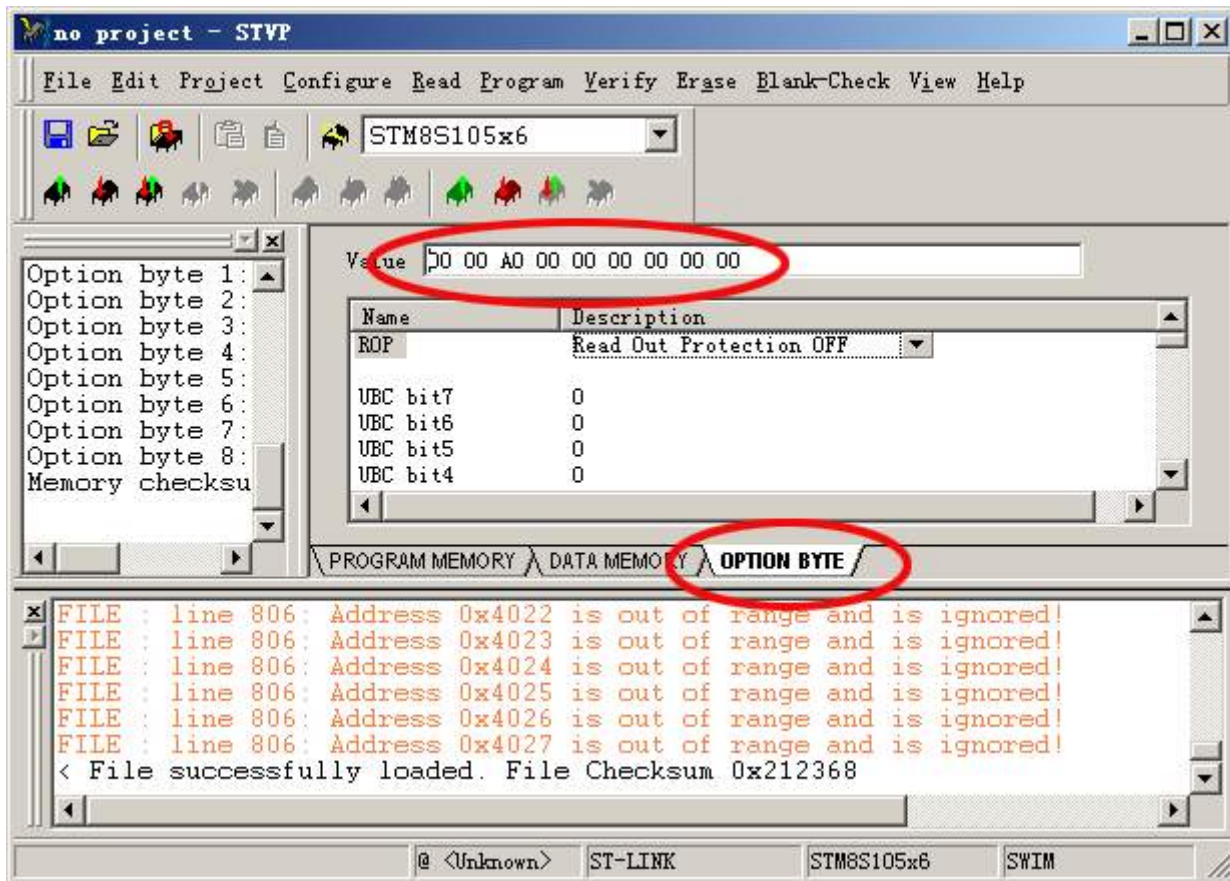 no project - STVP
File Edit Project Configure Read Program Verify Erase Blank-Check View Help
STM8S105x6
Value 00 00 A0 00 00 00 00 00 00
Option byte 1:
Option byte 2:
Option byte 3:
Option byte 4:
Option byte 5:
Option byte 6:
Option byte 7:
Option byte 8:
Memory checksu
Name Description
ROP Read Out Protection OFF
UBC bit7 0
UBC bit6 0
UBC bit5 0
UBC bit4 0
PROGRAM MEMORY DATA MEMORY OPTION BYTE
FILE : line 806: Address 0x4022 is out of range and is ignored!
FILE : line 806: Address 0x4023 is out of range and is ignored!
FILE : line 806: Address 0x4024 is out of range and is ignored!
FILE : line 806: Address 0x4025 is out of range and is ignored!
FILE : line 806: Address 0x4026 is out of range and is ignored!
FILE : line 806: Address 0x4027 is out of range and is ignored!
< File successfully loaded. File Checksum 0x212368
@ <Unknown> ST-LINK STM8S105x6 SWIM